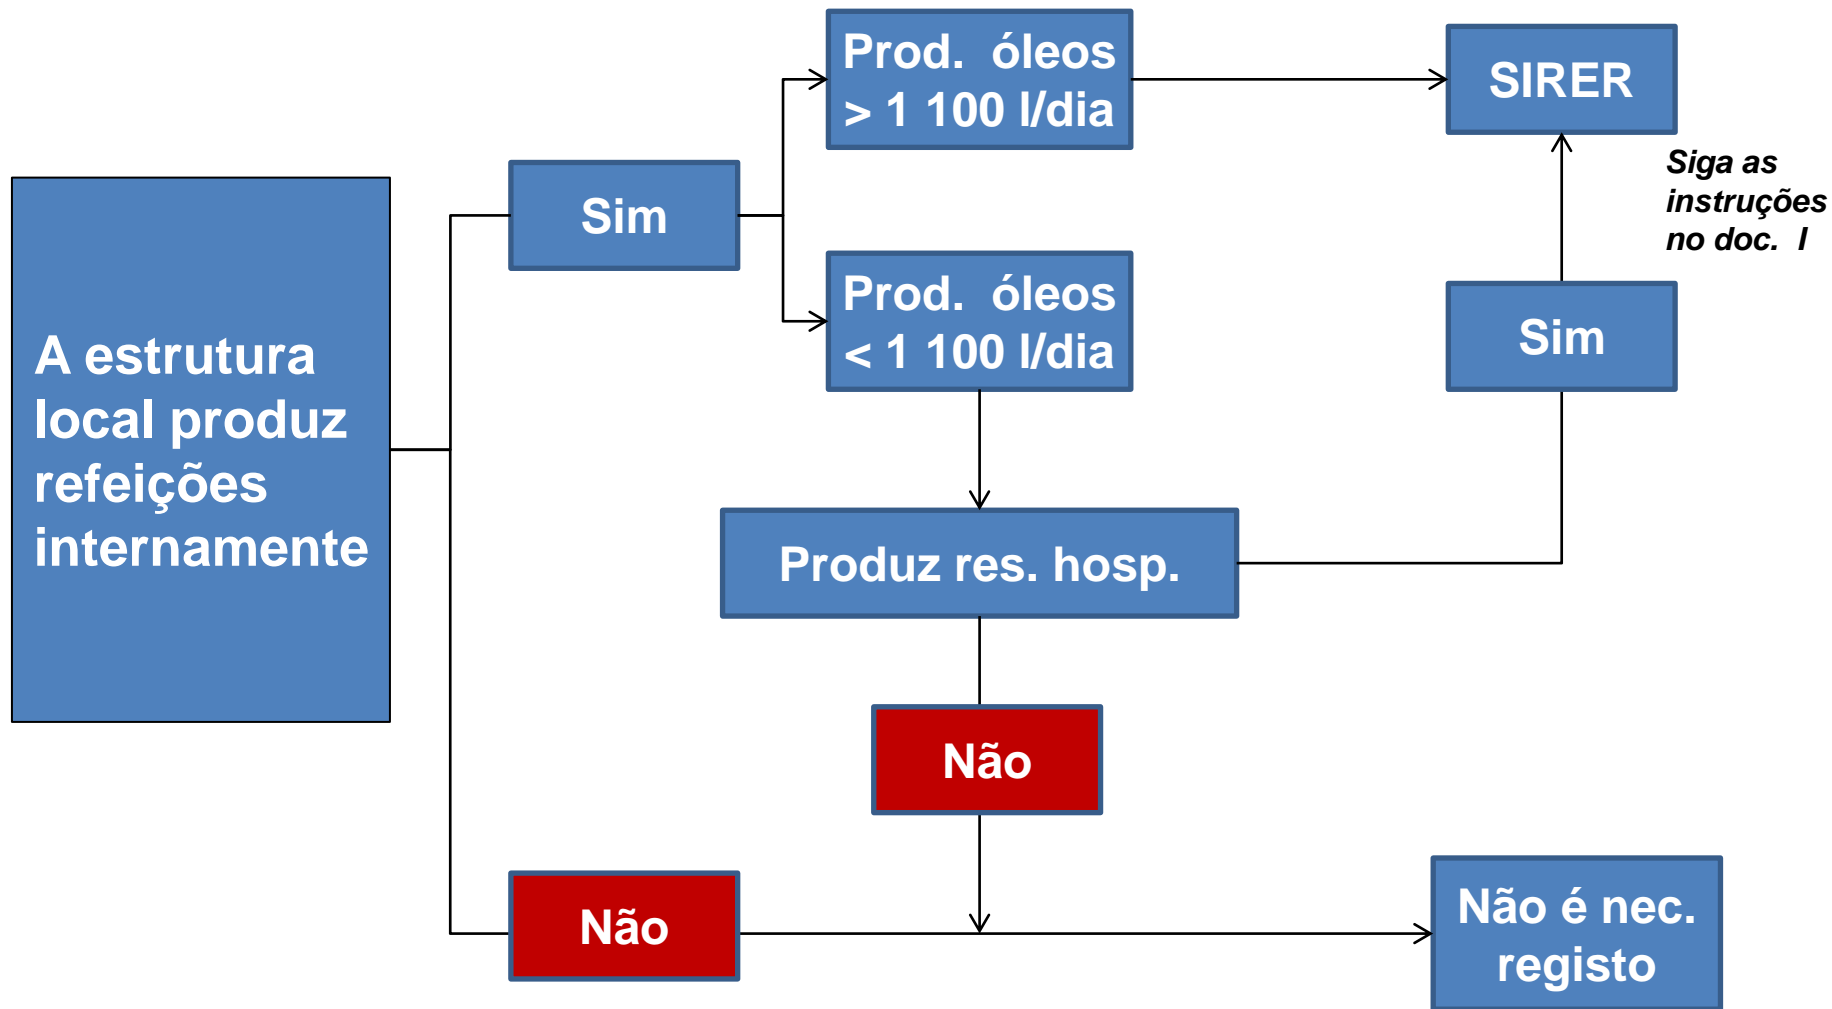 A estrutura
local produz
refeições
internamente
Sim
Prod. óleos
> 1 100 l/dia
SIRER
Siga as
instruções
no doc. I
Prod. óleos
< 1 100 l/dia
Sim
Produz res. hosp.
Não
Não
Não é nec.
registo